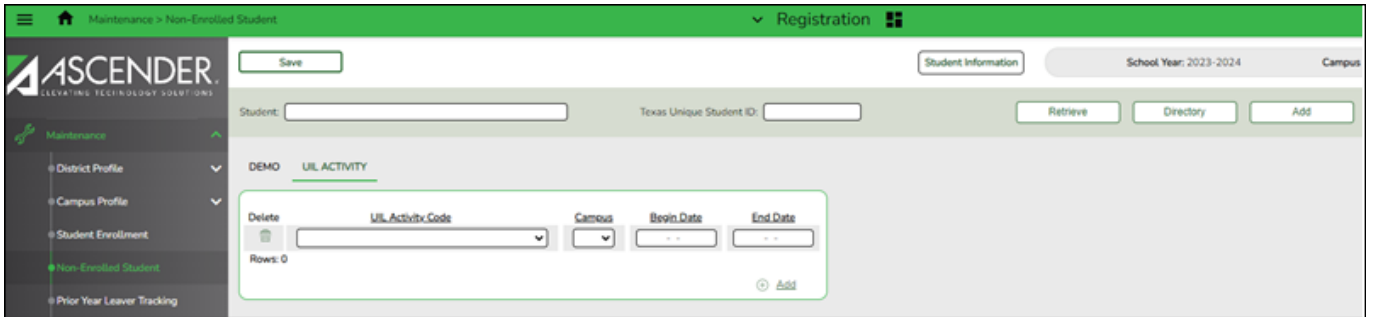 Maintenance > Non-Enrolled Student
Registration
ASCENDER
ELEVATING TECHNOLOGY SOLUTIONS
Save
Student Information
School Year: 2023-2024
Campus
Student:
Texas Unique Student ID:
Retrieve
Directory
Add
Maintenance
District Profile
Campus Profile
Student Enrollment
Non-Enrolled Student
Prior Year Leaver Tracking
DEMO
UIL ACTIVITY
Delete
UIL Activity Code
Campus
Begin Date
End Date
- -
- -
Rows: 0
Add